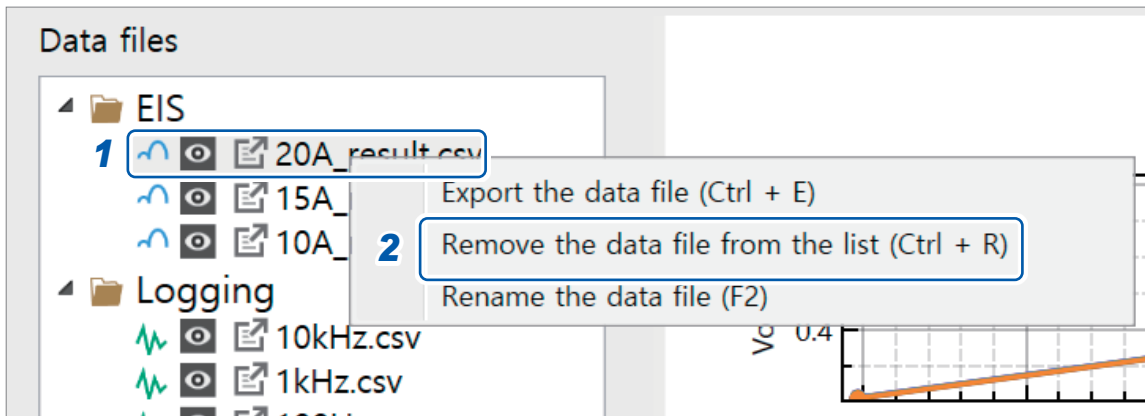 Data files
EIS
1
20A_result.csv
15A_
10A_
Export the data file (Ctrl + E)
2
Remove the data file from the list (Ctrl + R)
Rename the data file (F2)
Logging
10kHz.csv
1kHz.csv
0.4